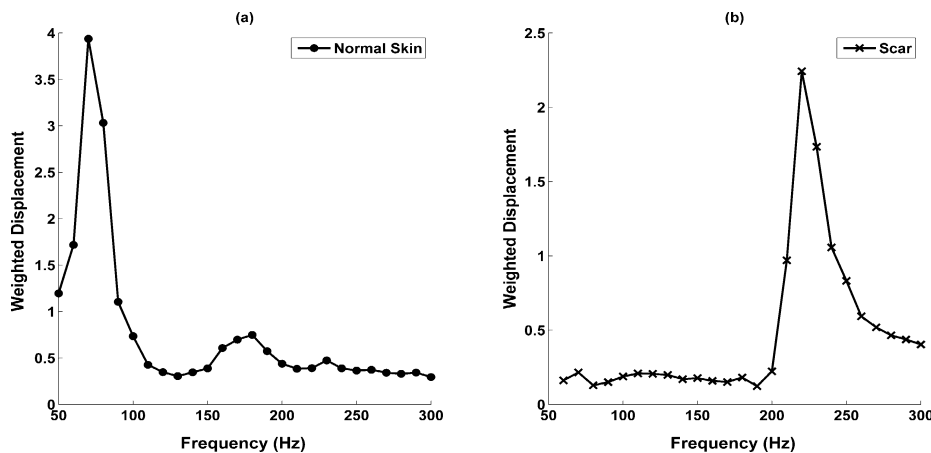 (a)
Normal Skin
Weighted Displacement
4
3.5
3
2.5
2
1.5
1
0.5
0
50 100 150 200 250 300
Frequency (Hz)
(b)
Scar
Weighted Displacement
2.5
2
1.5
1
0.5
0
50 100 150 200 250 300
Frequency (Hz)